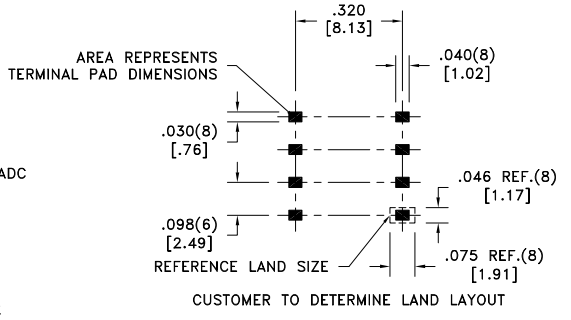 .320
[8.13]
AREA REPRESENTS
TERMINAL PAD DIMENSIONS
.040(8)
[1.02]
.030(8)
[.76]
ADC
.046 REF.(8)
[1.17]
.098(6)
[2.49]
REFERENCE LAND SIZE
.075 REF.(8)
[1.91]
CUSTOMER TO DETERMINE LAND LAYOUT